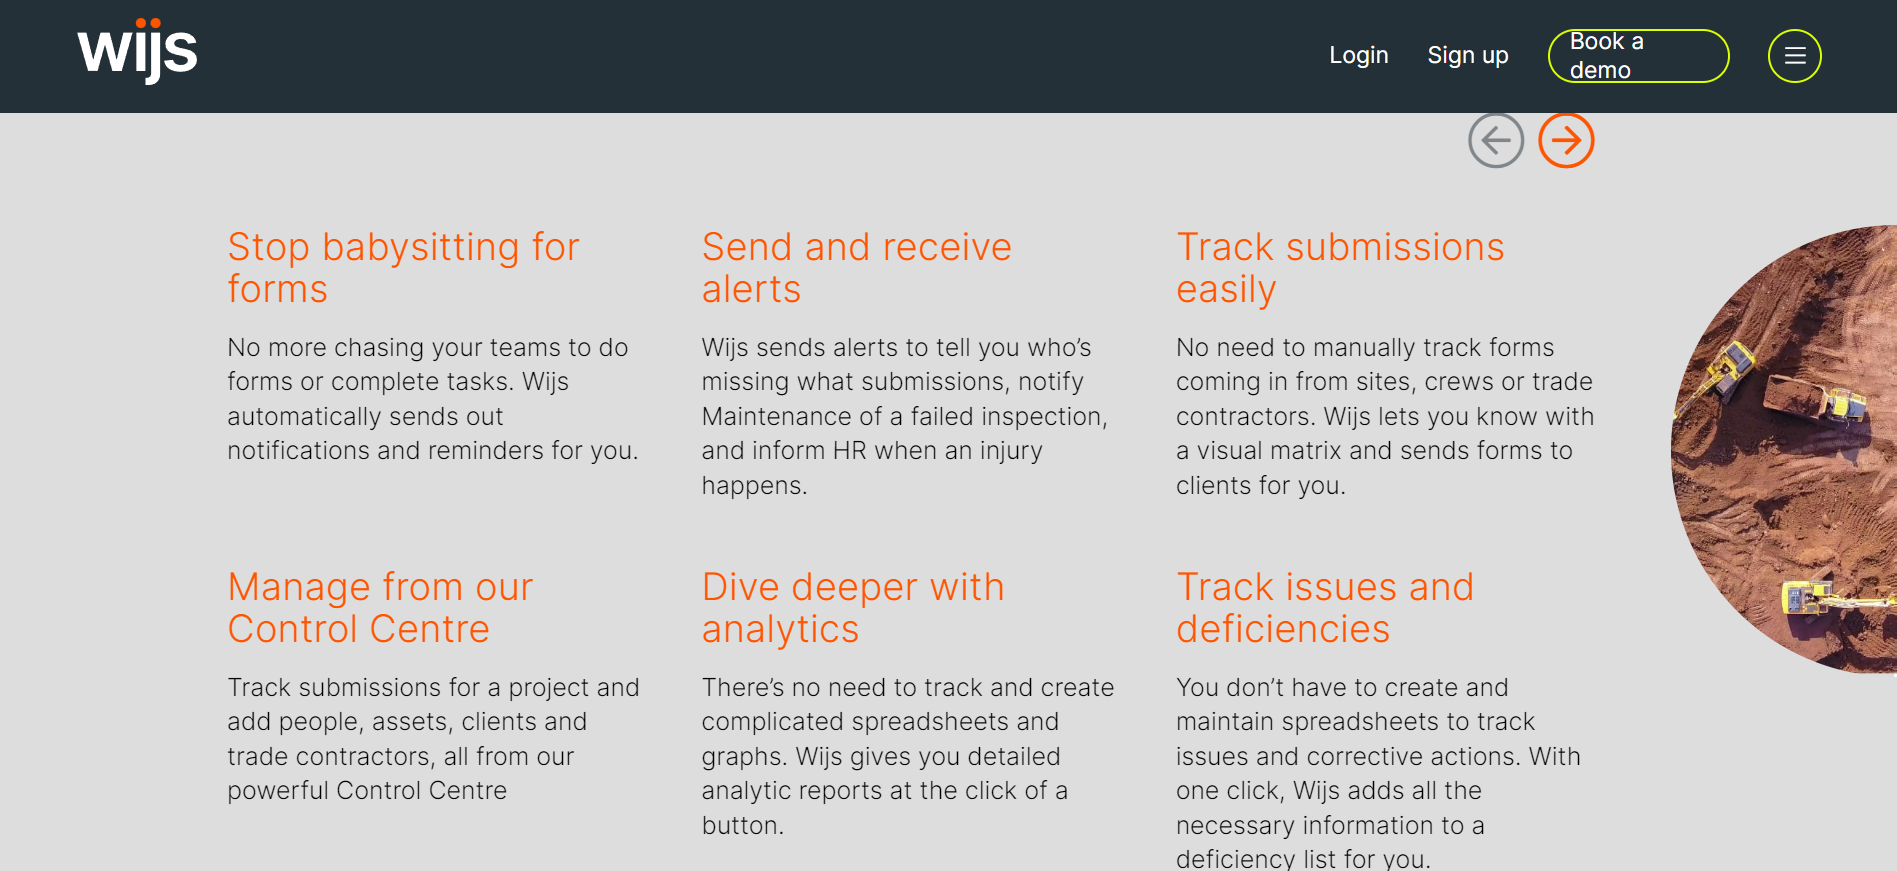 wijs
Login
Sign up
Book a
demo
Stop babysitting for
forms
No more chasing your teams to do
forms or complete tasks. Wijs
automatically sends out
notifications and reminders for you.
Send and receive
alerts
Wijs sends alerts to tell you who’s
missing what submissions, notify
Maintenance of a failed inspection,
and inform HR when an injury
happens.
Track submissions
easily
No need to manually track forms
coming in from sites, crews or trade
contractors. Wijs lets you know with
a visual matrix and sends forms to
clients for you.
Manage from our
Control Centre
Track submissions for a project and
add people, assets, clients and
trade contractors, all from our
powerful Control Centre
Dive deeper with
analytics
There’s no need to track and create
complicated spreadsheets and
graphs. Wijs gives you detailed
analytic reports at the click of a
button.
Track issues and
deficiencies
You don’t have to create and
maintain spreadsheets to track
issues and corrective actions. With
one click, Wijs adds all the
necessary information to a
deficiency list for you.